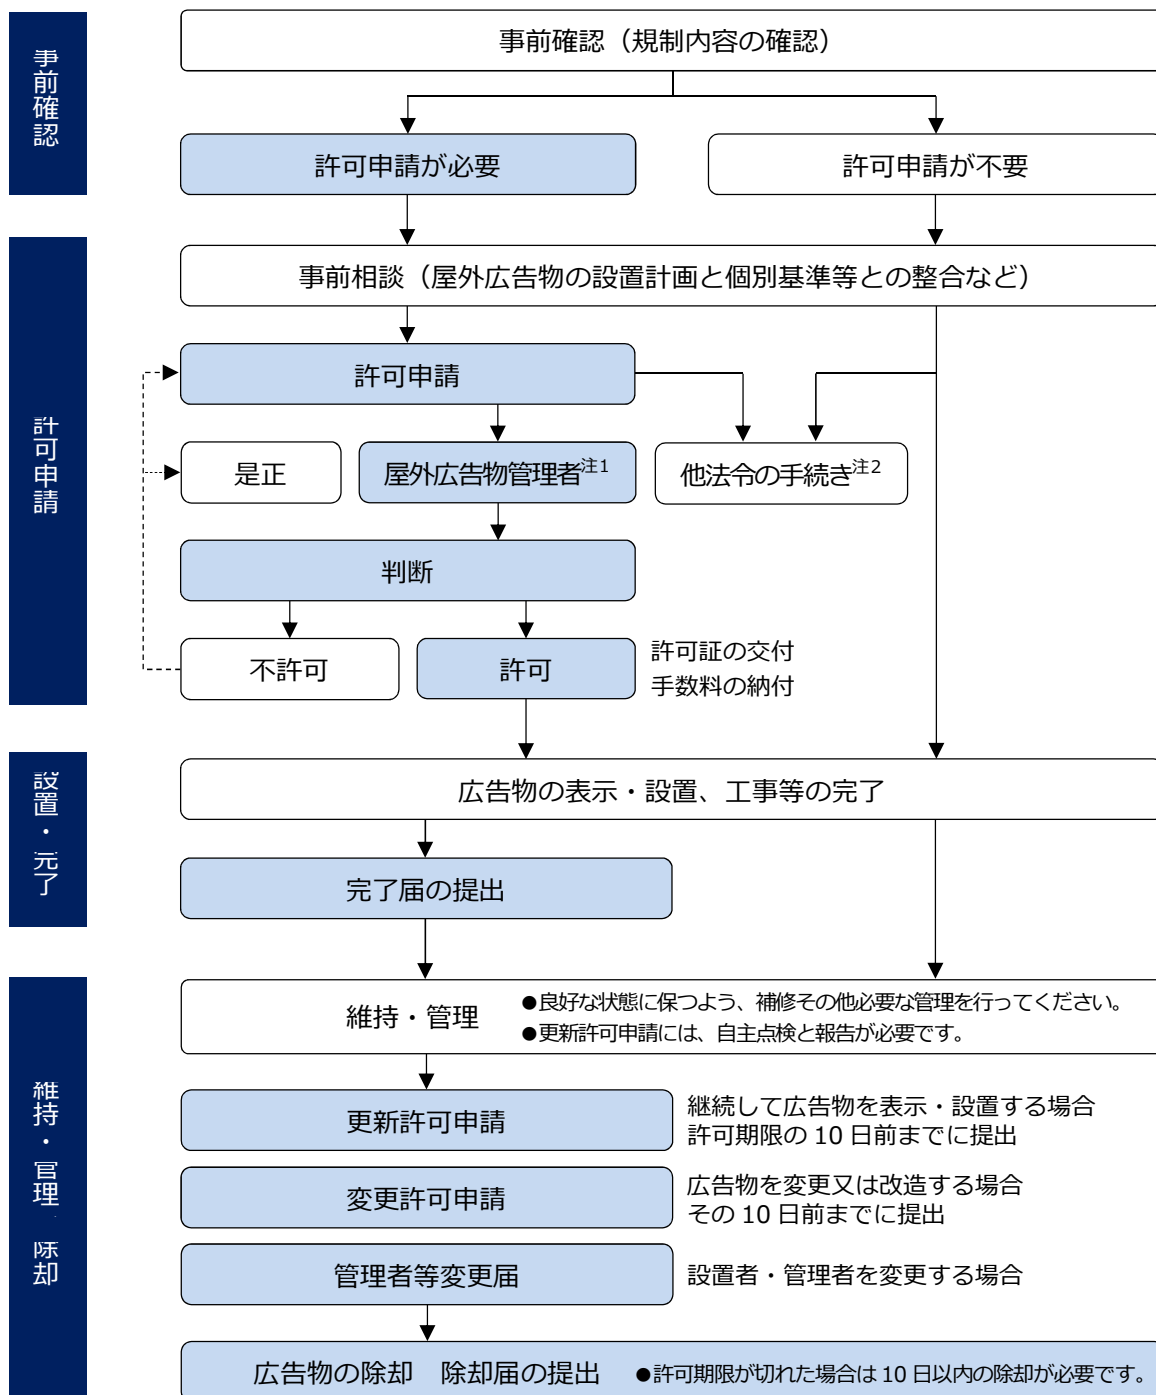 事前確認
事前確認（規制内容の確認）
許可申請が必要
許可申請が不要
許可申請
事前相談（屋外広告物の設置計画と個別基準等との整合など）
許可申請
是正
屋外広告物管理者注1
他法令の手続き注2
判断
不許可
許可
許可証の交付
手数料の納付
設置・完了
広告物の表示・設置、工事等の完了
完了届の提出
維持・管理、除却
維持・管理
●良好な状態に保つよう、補修その他必要な管理を行ってください。
●更新許可申請には、自主点検と報告が必要です。
更新許可申請
継続して広告物を表示・設置する場合
許可期限の 10 日前までに提出
変更許可申請
広告物を変更又は改造する場合
その 10 日前までに提出
管理者等変更届
設置者・管理者を変更する場合
広告物の除却　除却届の提出
●許可期限が切れた場合は 10 日以内の除却が必要です。